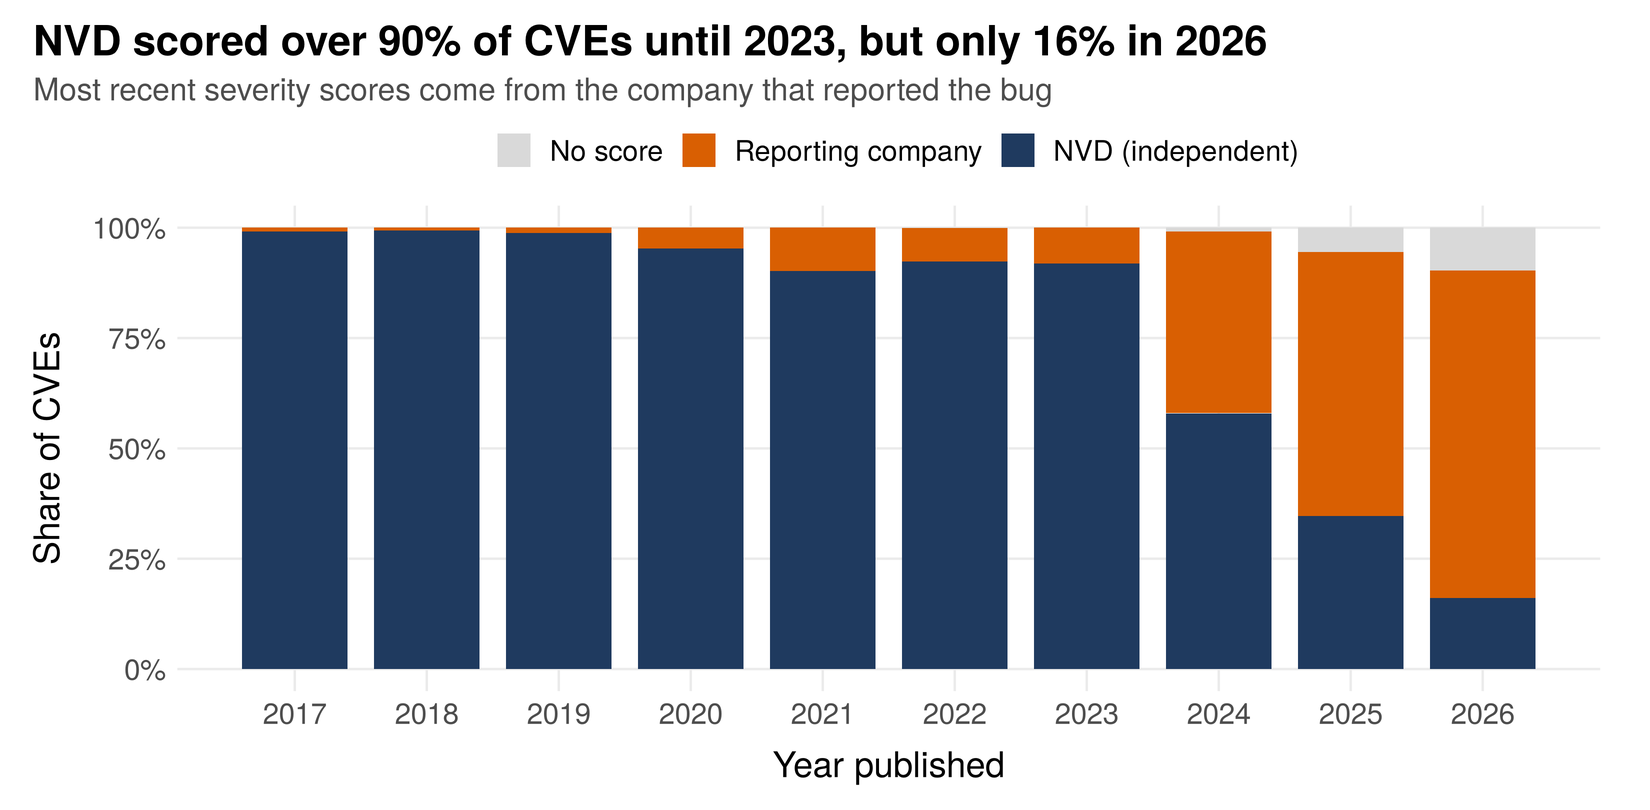 NVD scored over 90% of CVEs until 2023, but only 16% in 2026
Most recent severity scores come from the company that reported the bug
No score Reporting company NVD (independent)
100%
75%
50%
25%
0%
Share of CVEs
2017 2018 2019 2020 2021 2022 2023 2024 2025 2026
Year published